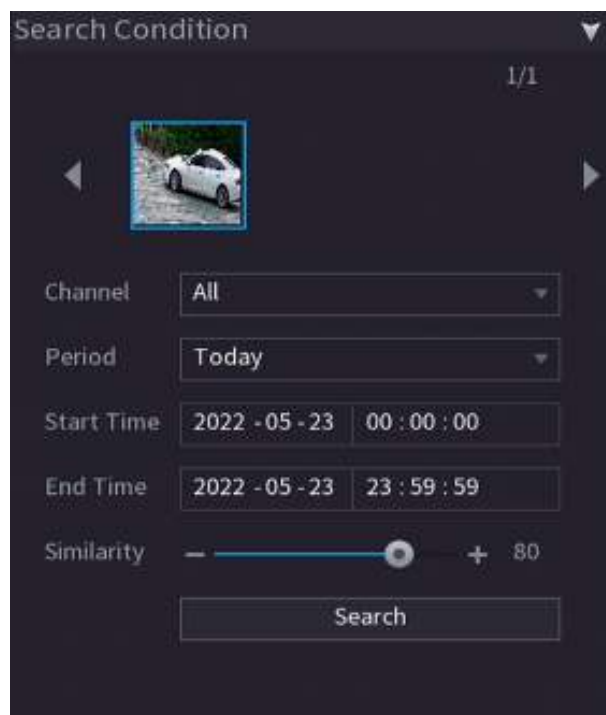 Search Condition
1/1
Channel All
Period Today
Start Time 2022 - 05 - 23 00 : 00 : 00
End Time 2022 - 05 - 23 23 : 59 : 59
Similarity − + 80
Search